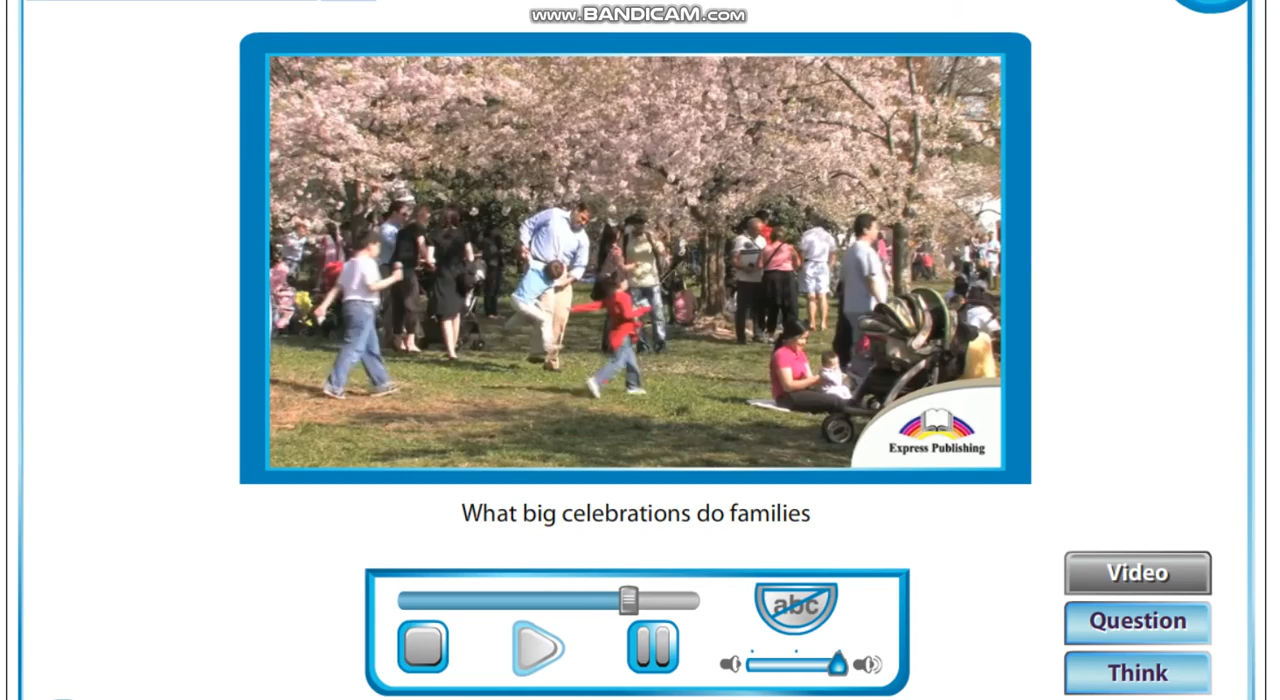 www.BANDICAM.com
Express Publishing
What big celebrations do families
abc
Video
Question
Think